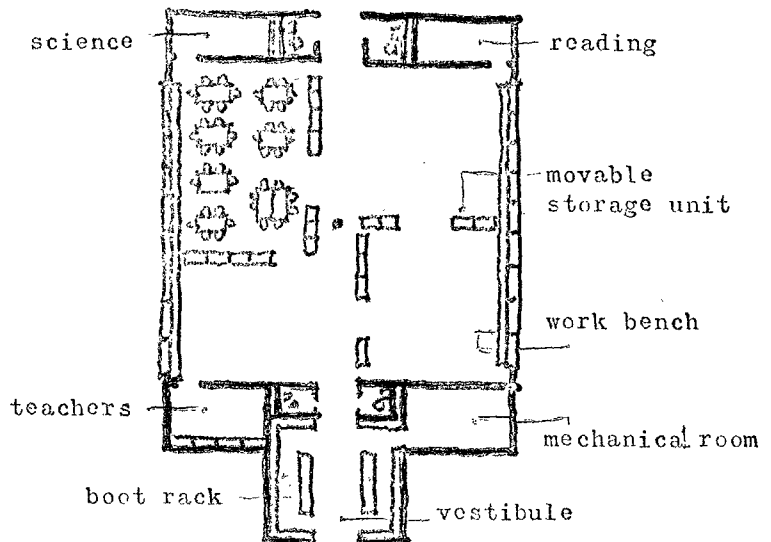 science
reading
movable
storage unit
work bench
teachers
mechanical room
boot rack
vestibule